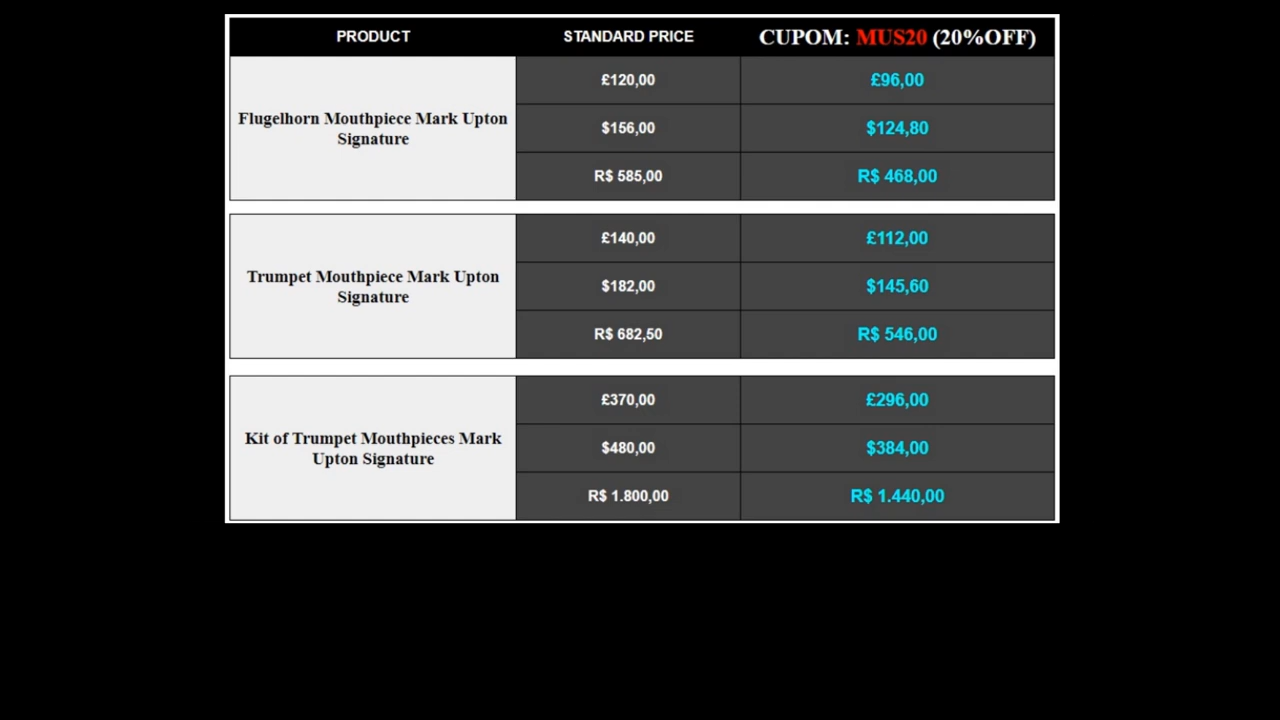 PRODUCT STANDARD PRICE CUPOM: MUS20 (20%OFF)
Flugelhorn Mouthpiece Mark Upton
Signature
£120,00 £96,00
$156,00 $124,80
R$ 585,00 R$ 468,00
Trumpet Mouthpiece Mark Upton
Signature
£140,00 £112,00
$182,00 $145,60
R$ 682,50 R$ 546,00
Kit of Trumpet Mouthpieces Mark
Upton Signature
£370,00 £296,00
$480,00 $384,00
R$ 1.800,00 R$ 1.440,00